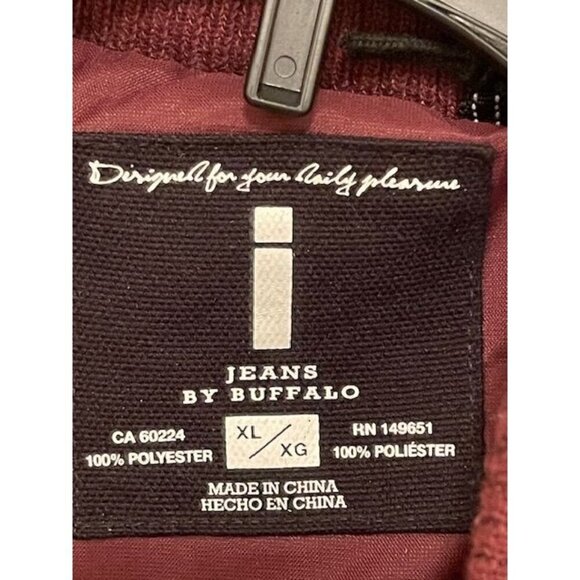 Designed for your daily pleasure
i
JEANS
BY BUFFALO
CA 60224
100% POLYESTER
XL/XG
RN 149651
100% POLIÉSTER
MADE IN CHINA
HECHO EN CHINA